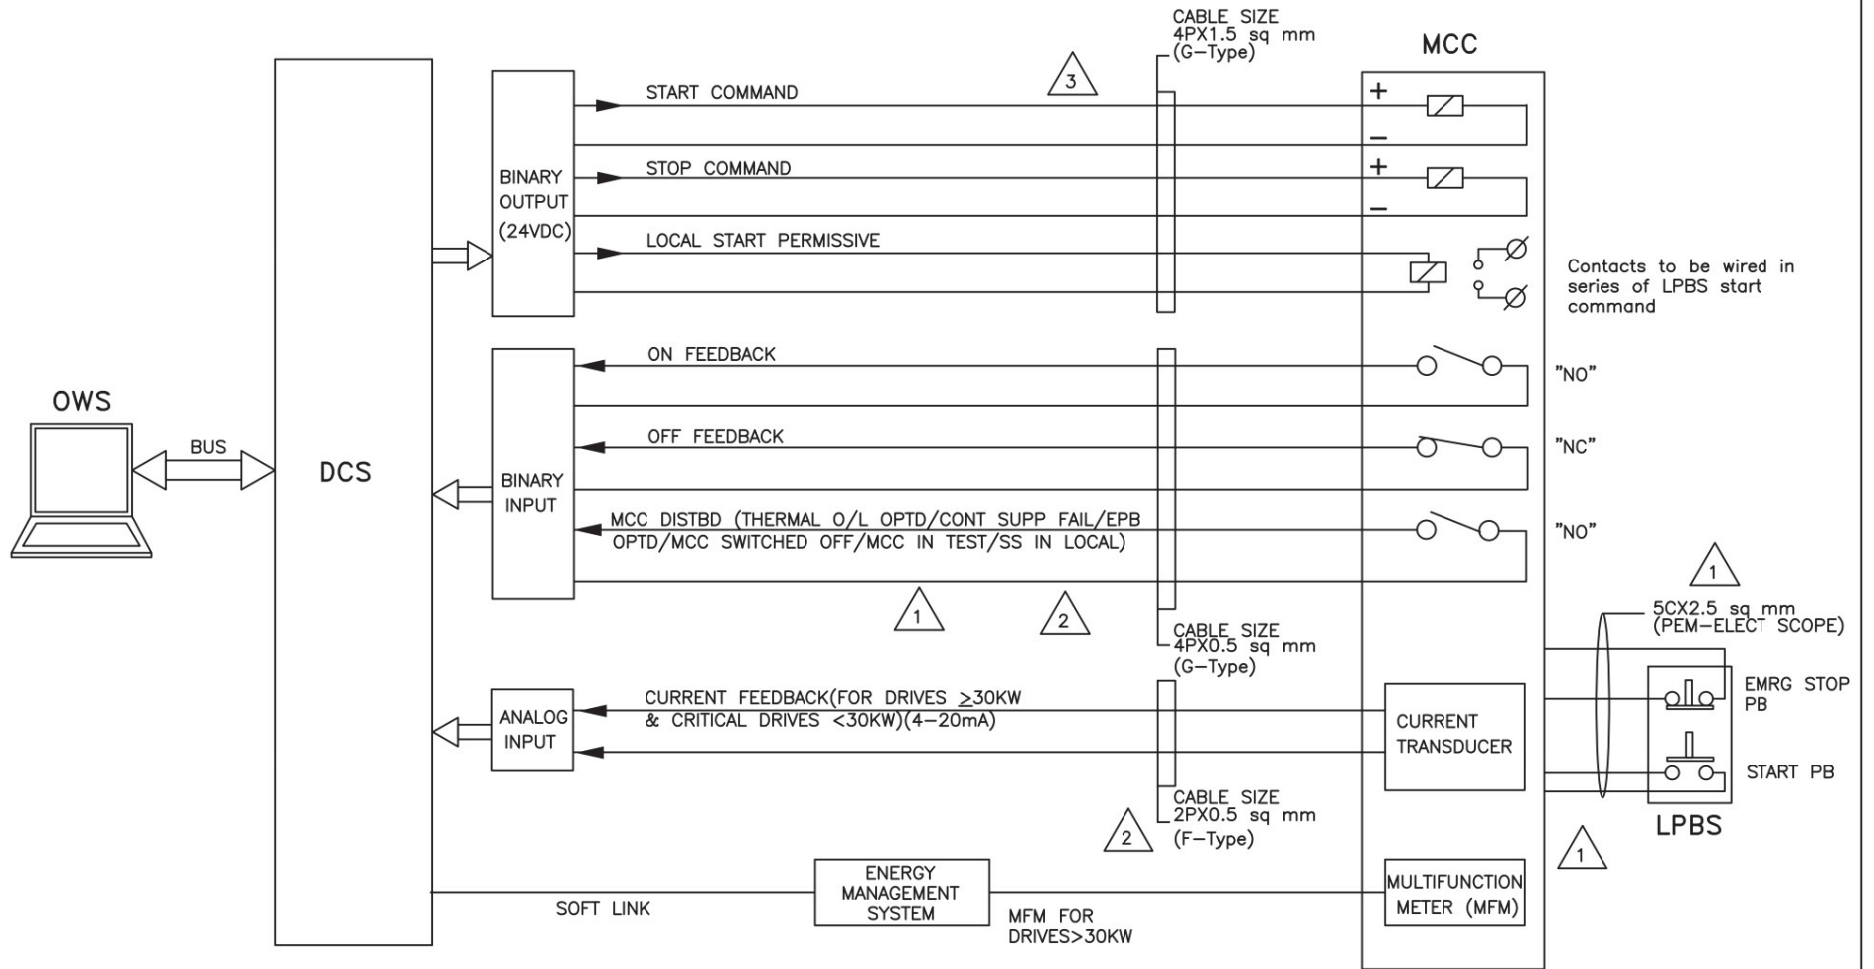 CABLE SIZE
4PX1.5 sq mm
(G-Type)
MCC
3
START COMMAND
+
−
STOP COMMAND
+
−
BINARY
OUTPUT
(24VDC)
LOCAL START PERMISSIVE
Contacts to be wired in
series of LPBS start
command
ON FEEDBACK
"NO"
OWS
BUS
DCS
OFF FEEDBACK
"NC"
BINARY
INPUT
MCC DISTBD (THERMAL O/L OPTD/CONT SUPP FAIL/EPB
OPTD/MCC SWITCHED OFF/MCC IN TEST/SS IN LOCAL)
"NO"
1
2
1
CABLE SIZE
4PX0.5 sq mm
(G-Type)
5CX2.5 sq mm
(PEM-ELECT SCOPE)
EMRG STOP
PB
START PB
LPBS
1
ANALOG
INPUT
CURRENT FEEDBACK(FOR DRIVES ≥30KW
& CRITICAL DRIVES <30KW)(4-20mA)
CURRENT
TRANSDUCER
2
CABLE SIZE
2PX0.5 sq mm
(F-Type)
SOFT LINK
ENERGY
MANAGEMENT
SYSTEM
MFM FOR
DRIVES>30KW
MULTIFUNCTION
METER (MFM)